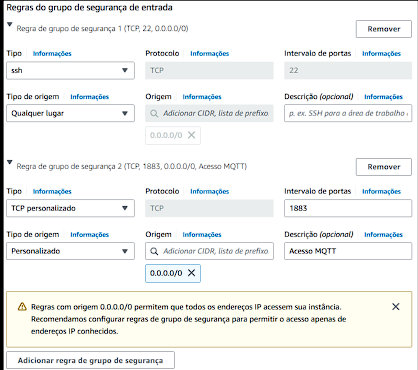 Regras do grupo de segurança de entrada
Regra de grupo de segurança 1 (TCP, 22, 0.0.0.0/0)
Remover
Tipo Informações Protocolo Informações Intervalo de portas Informações
ssh TCP 22
Tipo de origem Informações Origem Informações Descrição (opcional) Informações
Qualquer lugar Adicionar CIDR, lista de prefixo p. ex. SSH para o área de trabalho
0.0.0.0/0
Regra de grupo de segurança 2 (TCP, 1883, 0.0.0.0/0, Acesso MQTT)
Remover
Tipo Informações Protocolo Informações Intervalo de portas Informações
TCP personalizado TCP 1883
Tipo de origem Informações Origem Informações Descrição (opcional) Informações
Personalizado Adicionar CIDR, lista de prefixo Acesso MQTT
0.0.0.0/0
Regras com origem 0.0.0.0/0 permitem que todos os endereços IP acessem sua instância.
Recomendamos configurar regras de grupo de segurança para permitir o acesso apenas de
endereços IP conhecidos.
Adicionar regra de grupo de segurança